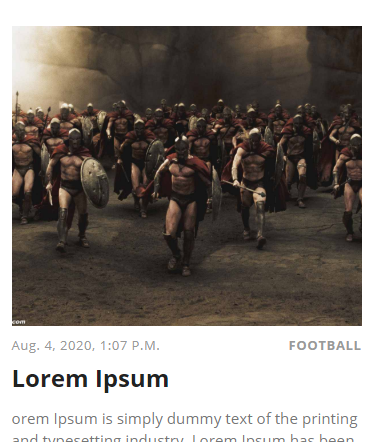 com
Aug. 4, 2020, 1:07 P.M. FOOTBALL
Lorem Ipsum
orem Ipsum is simply dummy text of the printing
and typesetting industry. Lorem Ipsum has been